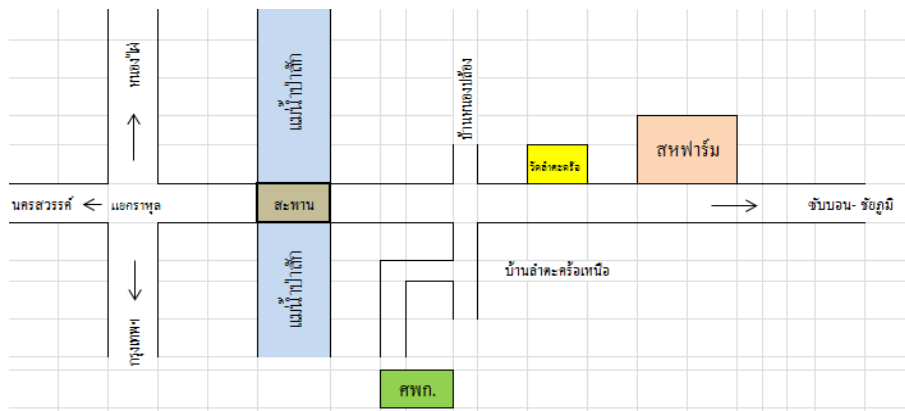 หนองไผ่
แม่น้ำป่าสัก
บ้านหนองปล้อง
วัดลำตะคร้อ
สหฟาร์ม
นครสวรรค์
แยกราหุล
สะพาน
ซับบอน- ชัยภูมิ
กรุงเทพฯ
แม่น้ำป่าสัก
บ้านลำตะคร้อเหนือ
ศพก.